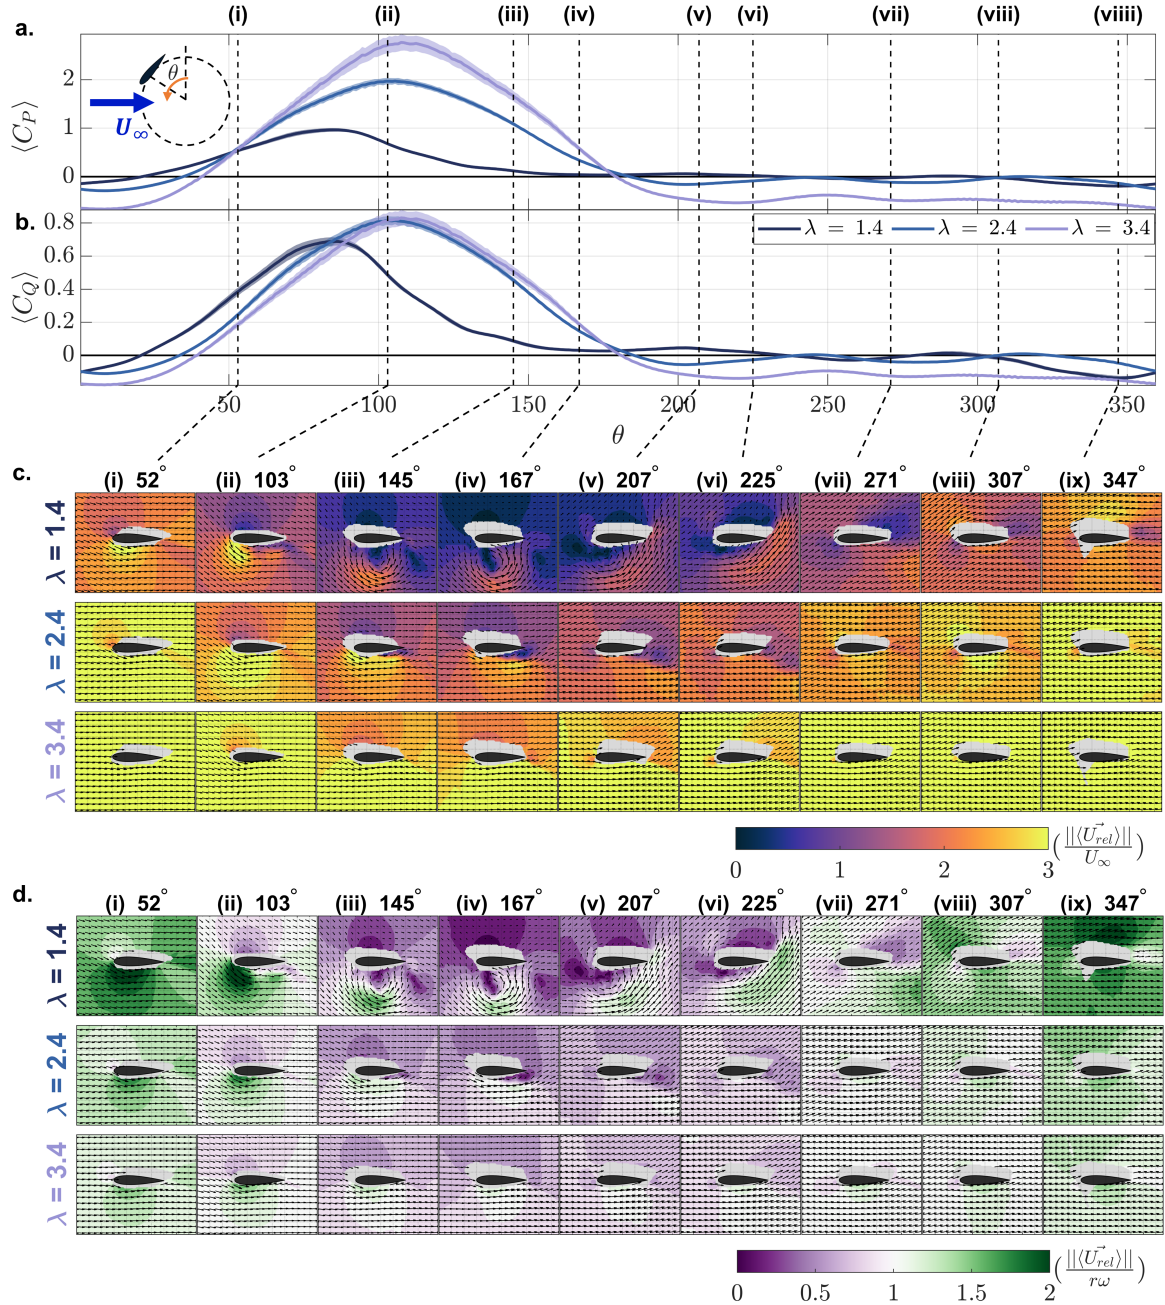 (i) (ii) (iii) (iv) (v) (vi) (vii) (viii) (viiii)
a.
θ
U∞
⟨C_P⟩
2
1
0
b.
⟨C_Q⟩
0.8
0.6
0.4
0.2
0
λ = 1.4 λ = 2.4 λ = 3.4
50 100 150 200 250 300 350
θ
c.
(i) 52° (ii) 103° (iii) 145° (iv) 167° (v) 207° (vi) 225° (vii) 271° (viii) 307° (ix) 347°
λ = 1.4
λ = 2.4
λ = 3.4
0 1 2 3
(||⟨U⃗_rel⟩||/U∞)
d.
(i) 52° (ii) 103° (iii) 145° (iv) 167° (v) 207° (vi) 225° (vii) 271° (viii) 307° (ix) 347°
λ = 1.4
λ = 2.4
λ = 3.4
0 0.5 1 1.5 2
(||⟨U⃗_rel⟩||/rω)